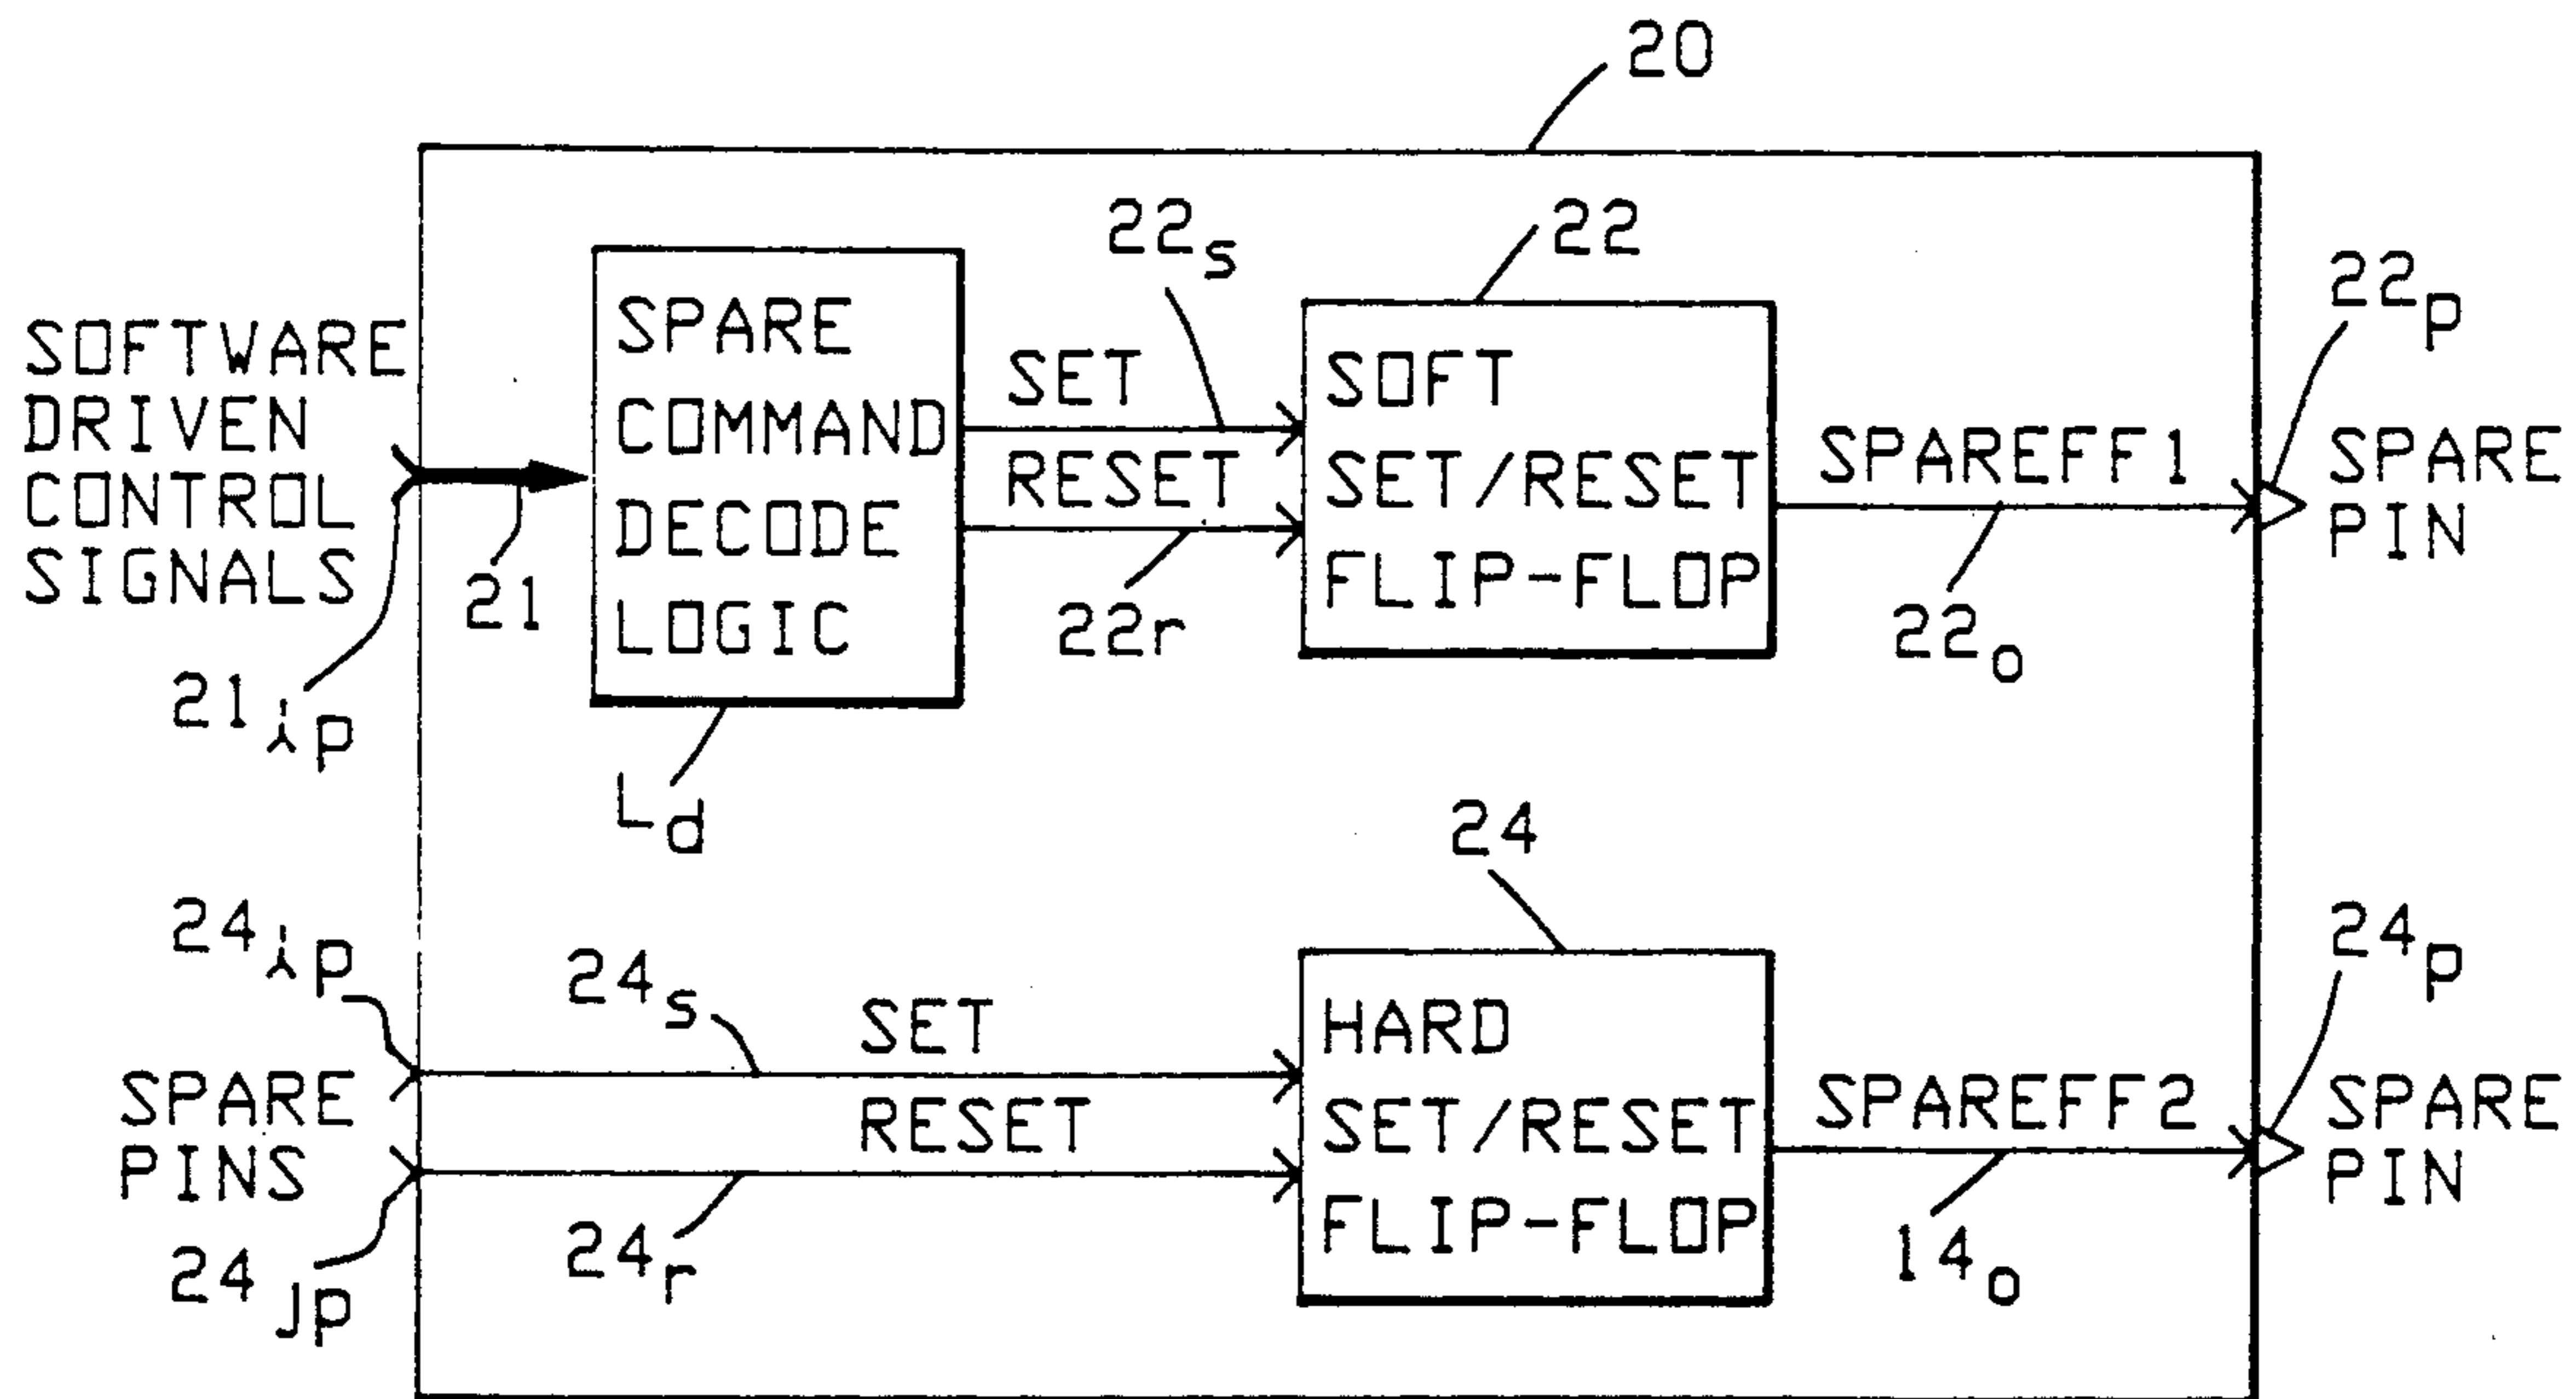 20
22s
22
22p
SOFTWARE
DRIVEN
CONTROL
SIGNALS
21
21ip
SPARE
COMMAND
DECODE
LOGIC
Ld
SET
RESET
22r
SOFT
SET/RESET
FLIP-FLOP
SPAREFF1
22o
SPARE
PIN
24
24ip
24s
24p
SPARE
PINS
24jp
SET
RESET
24r
HARD
SET/RESET
FLIP-FLOP
SPAREFF2
14o
SPARE
PIN